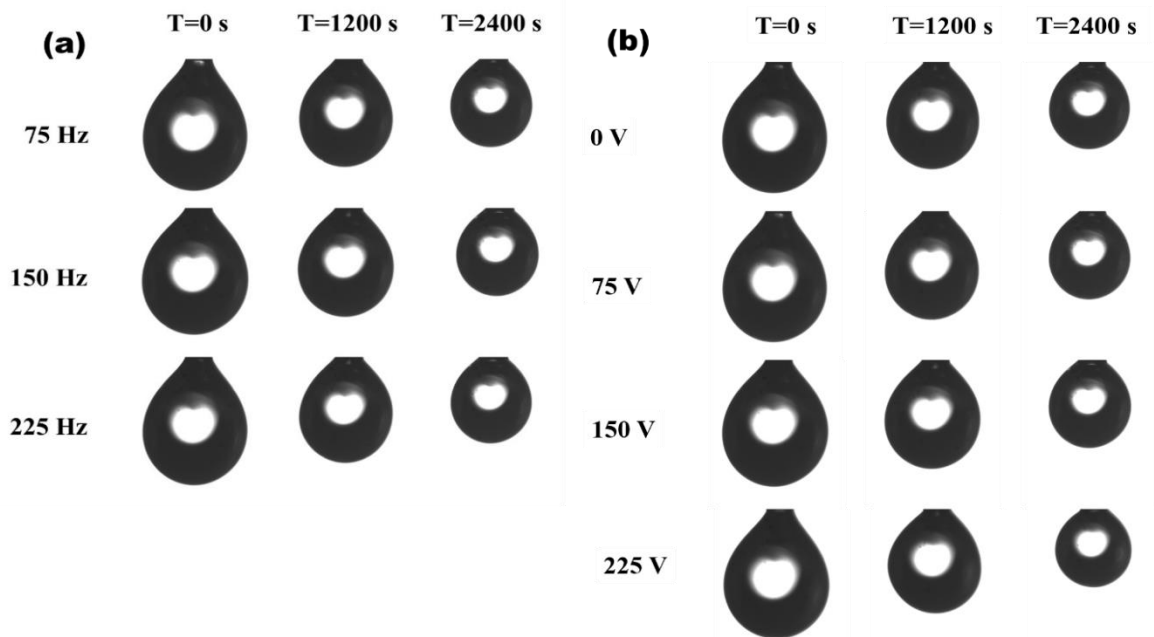 (a)
T=0 s T=1200 s T=2400 s
75 Hz
150 Hz
225 Hz
(b)
T=0 s T=1200 s T=2400 s
0 V
75 V
150 V
225 V